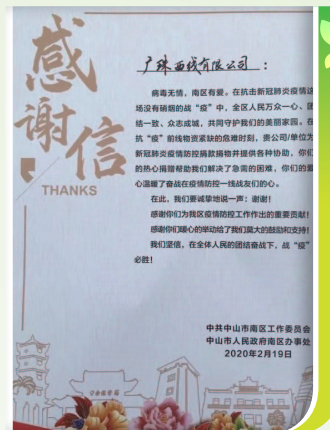 感谢信
THANKS
广珠西线有限公司：
病毒无情，南区有爱。在抗击新冠肺炎疫情这
场没有硝烟的战“疫”中，全区人民万众一心、团
结一致、众志成城，共同守护我们的美丽家园。在
抗“疫”前线物资紧缺的危难时刻，贵公司/单位为
新冠肺炎疫情防控捐款捐物并提供各种协助，你们
的热心捐赠帮助我们解决了急需的困难，你们的爱
心温暖了奋战在疫情防控一线战友们的心。
在此，我们要诚挚地说一声：谢谢！
感谢你们为我区疫情防控工作作出的重要贡献！
感谢你们暖心的举动给了我们莫大的鼓励和支持！
我们坚信，在全体人民的团结奋战下，战“疫”
必胜！
中共中山市南区工作委员会
中山市人民政府南区办事处
2020年2月19日